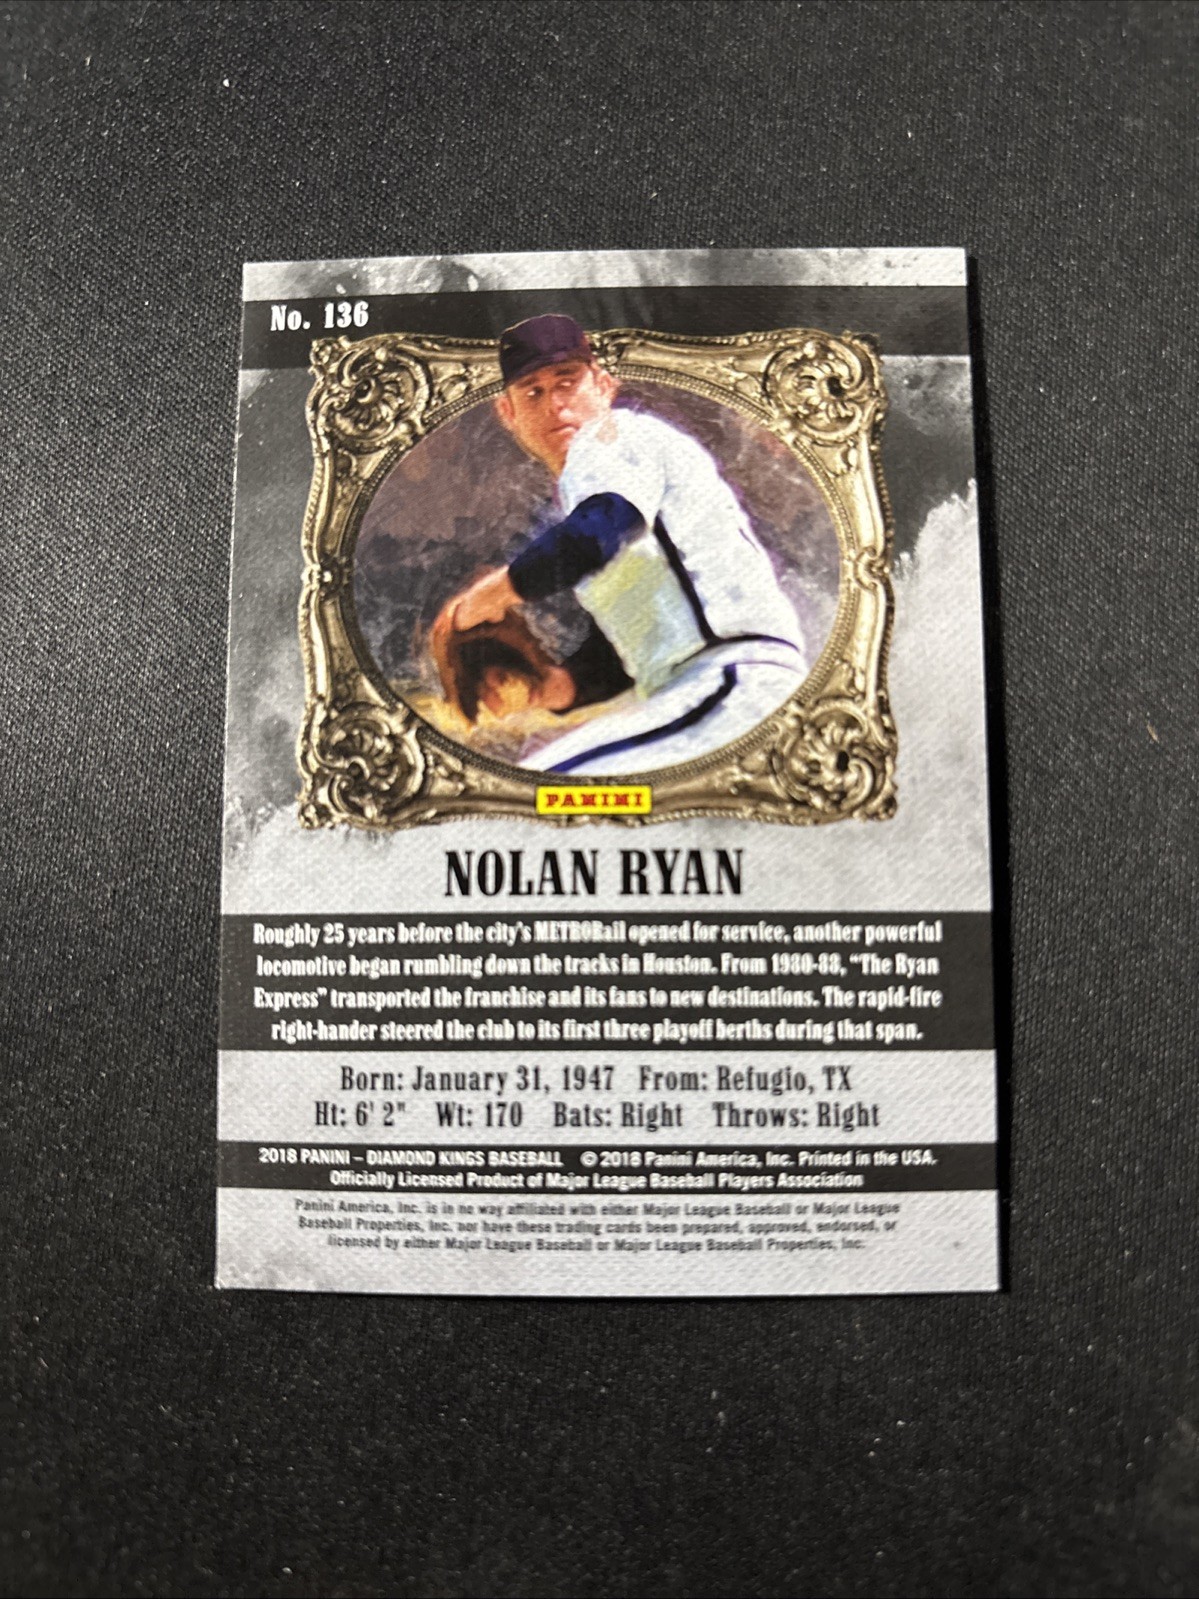 No. 136
PANINI
NOLAN RYAN
Roughly 25 years before the city's METRORail opened for service, another powerful
locomotive began rumbling down the tracks in Houston. From 1980-88, “The Ryan
Express” transported the franchise and its fans to new destinations. The rapid-fire
right-hander steered the club to its first three playoff berths during that span.
Born: January 31, 1947 From: Refugio, TX
Ht: 6' 2" Wt: 170 Bats: Right Throws: Right
2018 PANINI – DIAMOND KINGS BASEBALL © 2018 Panini America, Inc. Printed in the USA.
Officially Licensed Product of Major League Baseball Players Association
Panini America, Inc. is in no way affiliated with either Major League Baseball or Major League
Baseball Properties, Inc. nor have these trading cards been prepared, approved, endorsed, or
licensed by either Major League Baseball or Major League Baseball Properties, Inc.